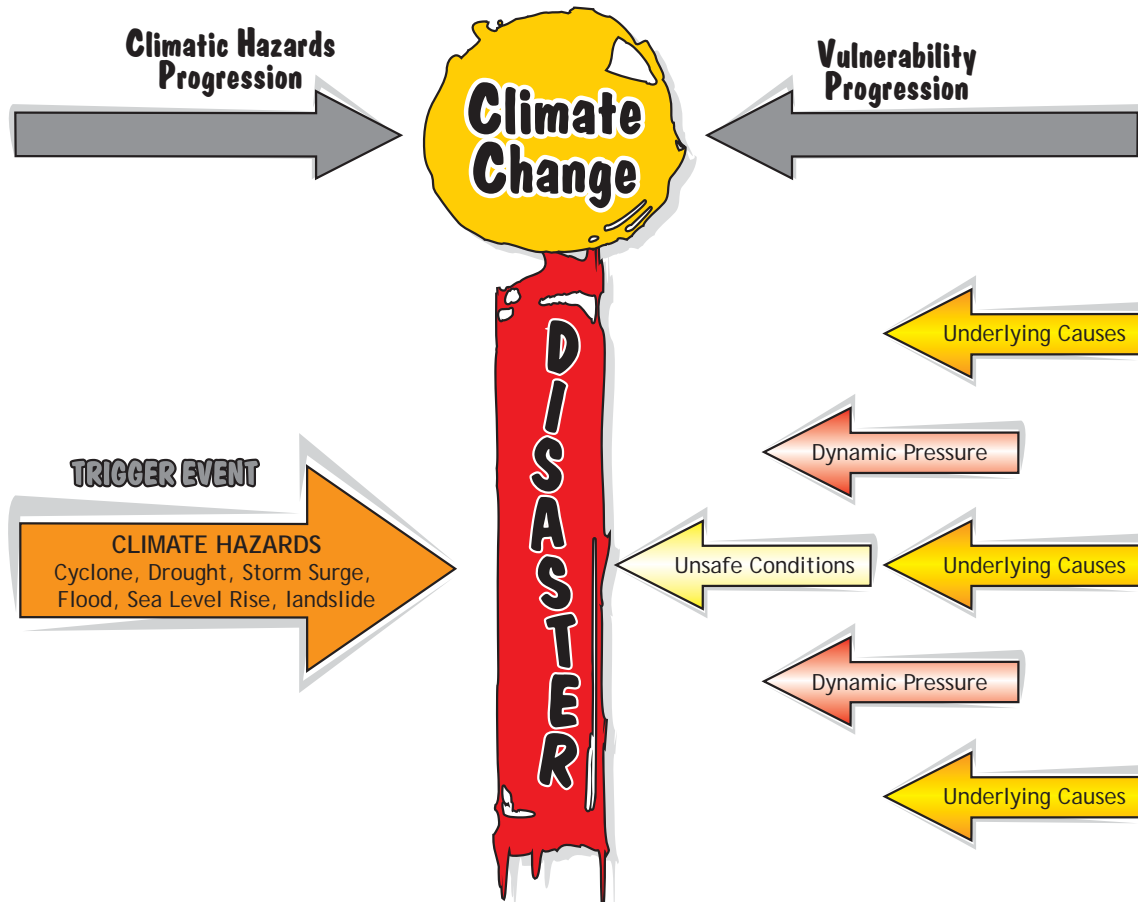 Climatic Hazards
Progression
Climate
Change
Vulnerability
Progression
DISASTER
TRIGGER EVENT
CLIMATE HAZARDS
Cyclone, Drought, Storm Surge,
Flood, Sea Level Rise, landslide
Underlying Causes
Dynamic Pressure
Unsafe Conditions
Underlying Causes
Dynamic Pressure
Underlying Causes